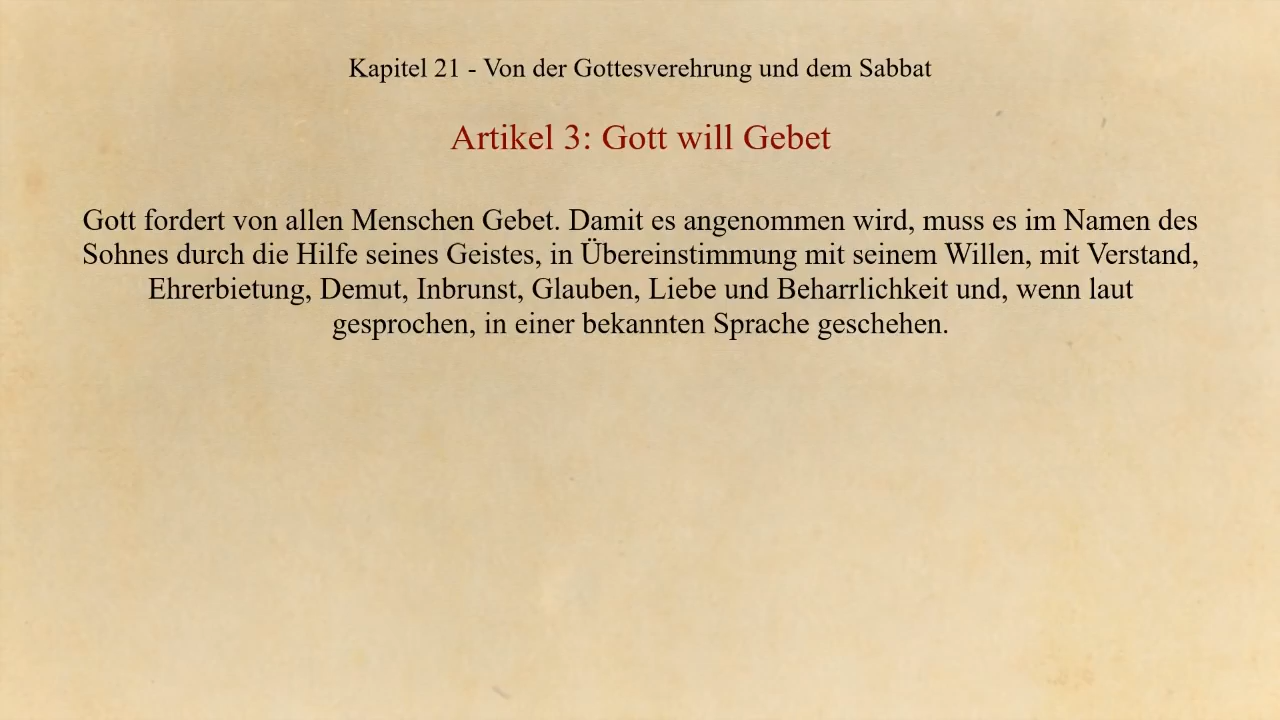 Kapitel 21 - Von der Gottesverehrung und dem Sabbat
Artikel 3: Gott will Gebet
Gott fordert von allen Menschen Gebet. Damit es angenommen wird, muss es im Namen des
Sohnes durch die Hilfe seines Geistes, in Übereinstimmung mit seinem Willen, mit Verstand,
Ehrerbietung, Demut, Inbrunst, Glauben, Liebe und Beharrlichkeit und, wenn laut
gesprochen, in einer bekannten Sprache geschehen.